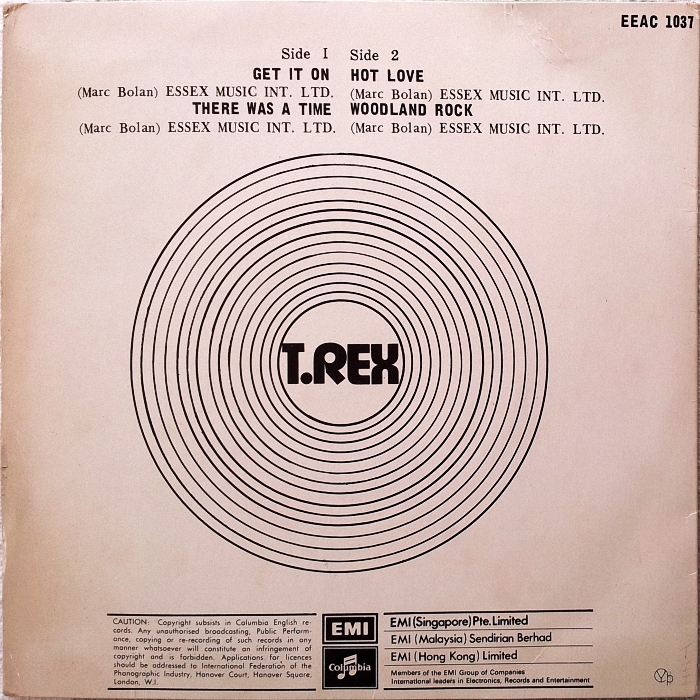 EEAC 1037
Side 1 Side 2
GET IT ON HOT LOVE
(Marc Bolan) ESSEX MUSIC INT. LTD. (Marc Bolan) ESSEX MUSIC INT. LTD.
THERE WAS A TIME WOODLAND ROCK
(Marc Bolan) ESSEX MUSIC INT. LTD. (Marc Bolan) ESSEX MUSIC INT. LTD.
T.REX
CAUTION: Copyright subsists in Columbia English re-
cords. Any unauthorised broadcasting, Public Perform-
ance, copying or re-recording of such records in any
manner whatsoever will constitute an infringement of
copyright and is forbidden. Applications for licences
should be addressed to International Federation of the
Phonographic Industry, Hanover Court, Hanover Square,
London, W.I.
EMI
Columbia
EMI (Singapore) Pte. Limited
EMI (Malaysia) Sendirian Berhad
EMI (Hong Kong) Limited
Members of the EMI Group of Companies
International leaders in Electronics, Records and Entertainment